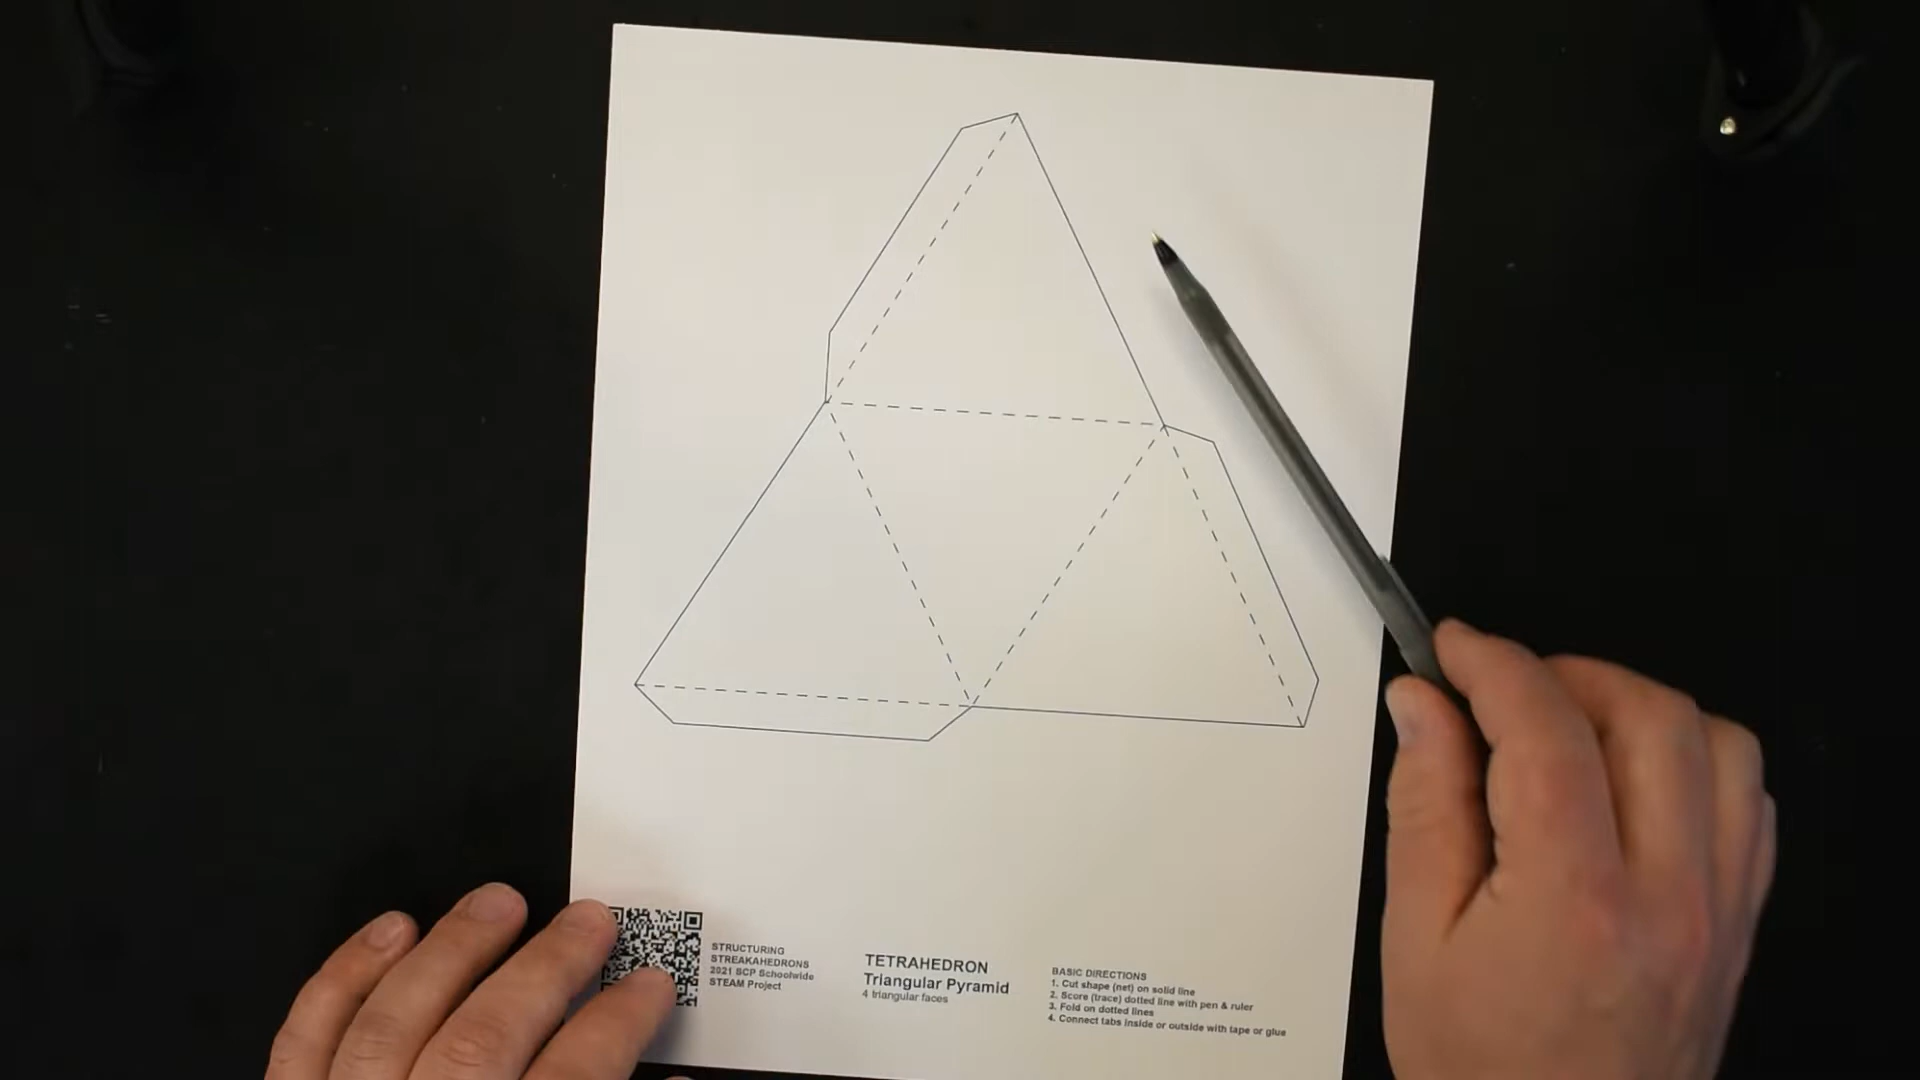 STRUCTURING
STREAKAHEDRONS
2021 SCP Schoolwide
STEAM Project
TETRAHEDRON
Triangular Pyramid
4 triangular faces
BASIC DIRECTIONS
1. Cut shape (net) on solid line
2. Score (trace) dotted line with pen & ruler
3. Fold on dotted lines
4. Connect tabs inside or outside with tape or glue